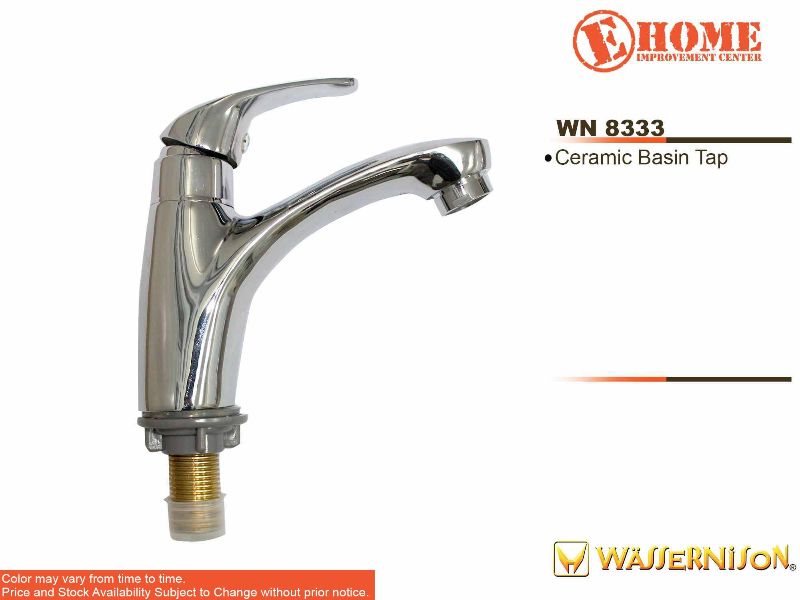 E HOME
IMPROVEMENT CENTER
WN 8333
•Ceramic Basin Tap
WASSERNISON®
Color may vary from time to time.
Price and Stock Availability Subject to Change without prior notice.